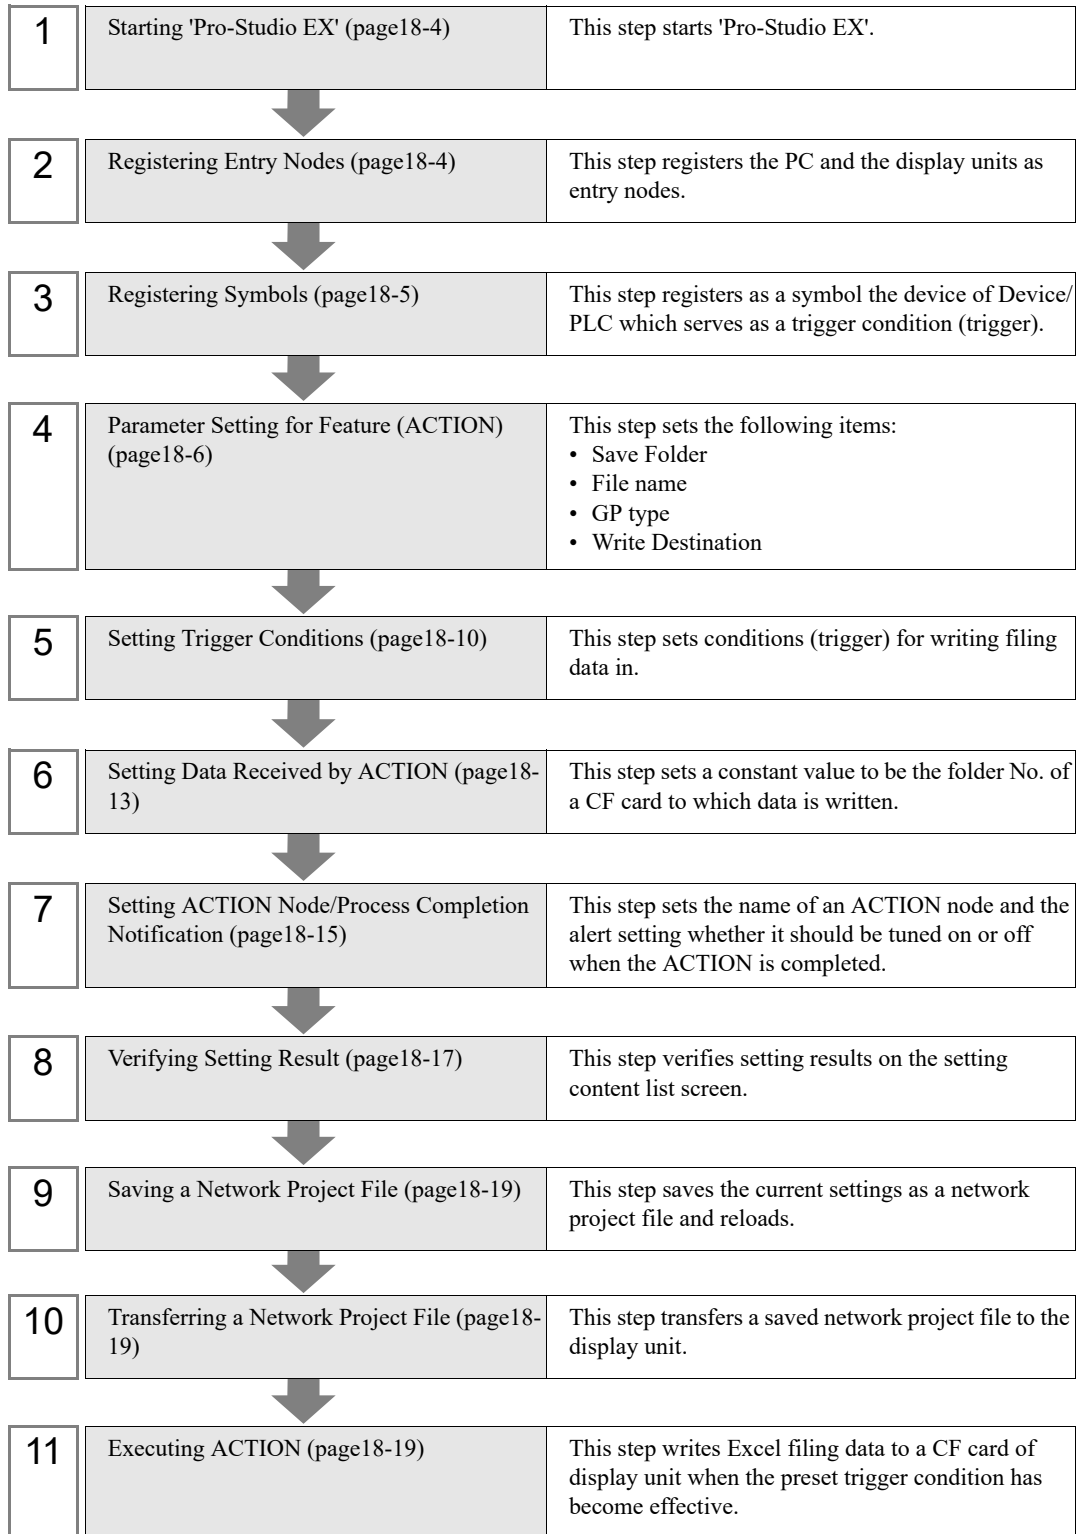 1
Starting 'Pro-Studio EX' (page18-4)
This step starts 'Pro-Studio EX'.
2
Registering Entry Nodes (page18-4)
This step registers the PC and the display units as
entry nodes.
3
Registering Symbols (page18-5)
This step registers as a symbol the device of Device/
PLC which serves as a trigger condition (trigger).
4
Parameter Setting for Feature (ACTION)
(page18-6)
This step sets the following items:
• Save Folder
• File name
• GP type
• Write Destination
5
Setting Trigger Conditions (page18-10)
This step sets conditions (trigger) for writing filing
data in.
6
Setting Data Received by ACTION (page18-
13)
This step sets a constant value to be the folder No. of
a CF card to which data is written.
7
Setting ACTION Node/Process Completion
Notification (page18-15)
This step sets the name of an ACTION node and the
alert setting whether it should be tuned on or off
when the ACTION is completed.
8
Verifying Setting Result (page18-17)
This step verifies setting results on the setting
content list screen.
9
Saving a Network Project File (page18-19)
This step saves the current settings as a network
project file and reloads.
10
Transferring a Network Project File (page18-
19)
This step transfers a saved network project file to the
display unit.
11
Executing ACTION (page18-19)
This step writes Excel filing data to a CF card of
display unit when the preset trigger condition has
become effective.